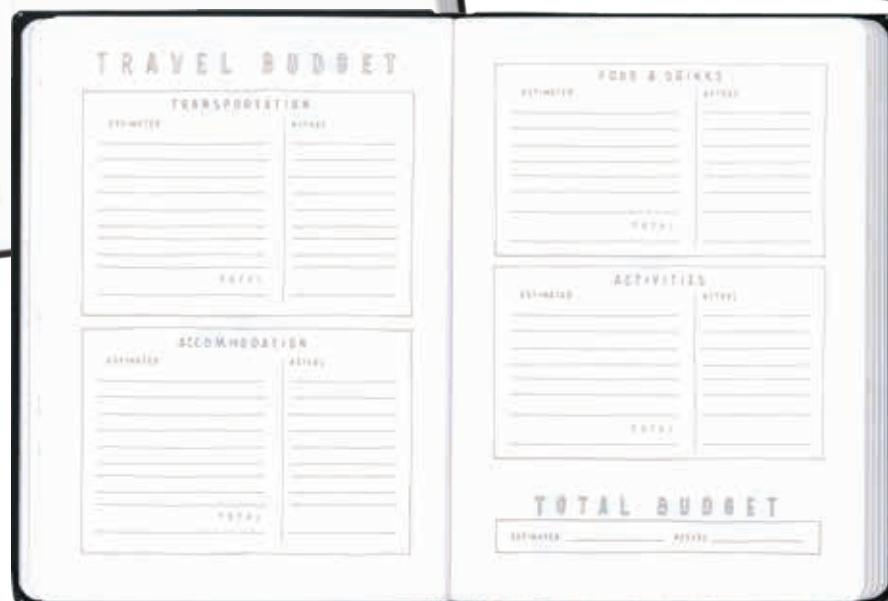 TRAVEL BUDGET
TRANSPORTATION
ESTIMATED ACTUAL
TOTAL
ACCOMMODATION
ESTIMATED ACTUAL
TOTAL
FOOD & DRINKS
ESTIMATED ACTUAL
TOTAL
ACTIVITIES
ESTIMATED ACTUAL
TOTAL
TOTAL BUDGET
ESTIMATED ACTUAL